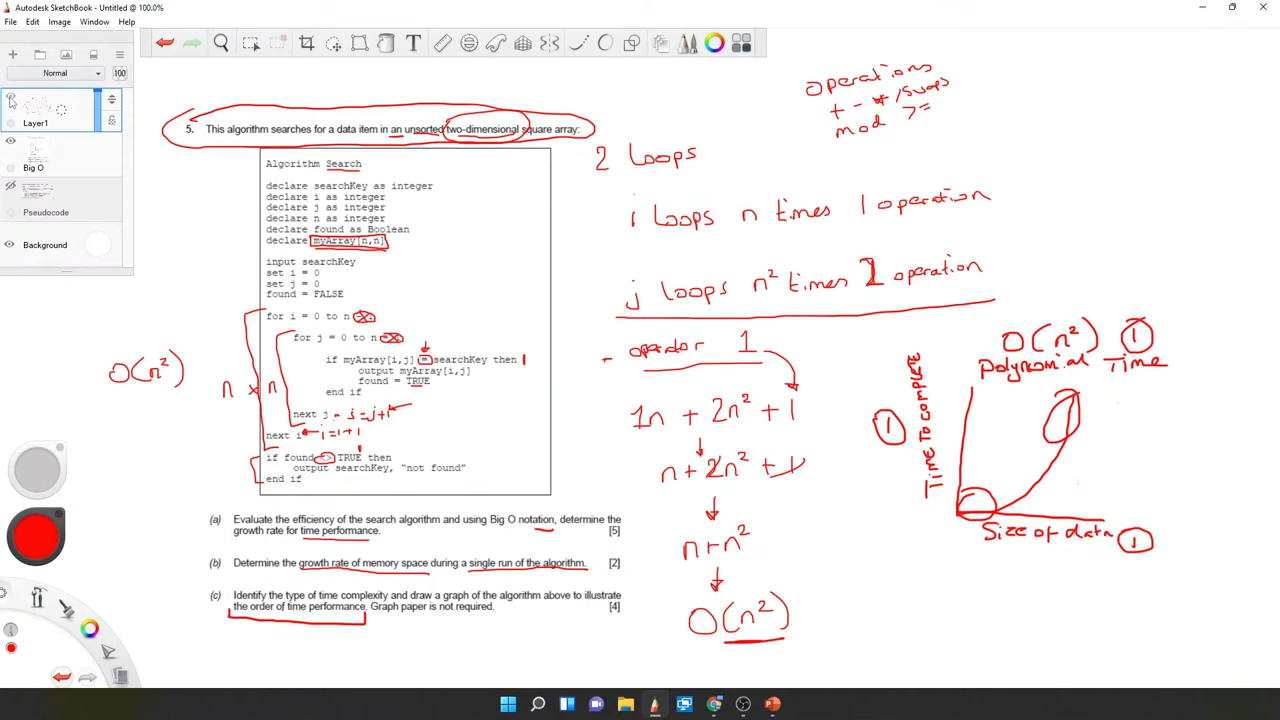 Autodesk SketchBook - Untitled @ 100.0%
File Edit Image Window Help
Normal 100
Layer1
Big O
Pseudocode
Background
operations
+ - * / swaps
mod >=
5. This algorithm searches for a data item in an unsorted two-dimensional square array:
Algorithm Search
declare searchKey as integer
declare i as integer
declare j as integer
declare n as integer
declare found as Boolean
declare myArray[n,n]
input searchKey
set i = 0
set j = 0
found = FALSE
for i = 0 to n
for j = 0 to n
if myArray[i,j] = searchKey then 1
output myArray[i,j]
found = TRUE
end if
next j - j=j+1
next i i=i+1
if found <> TRUE then
output searchKey, "not found"
end if
O(n²)
n x n
2 loops
i loops n times 1 operation
j loops n² times 2 operation
- operator 1
1n + 2n² + 1
n + 2n² + 1
n + n²
O(n²)
O(n²) 1
Polynomial Time
1 Time To complete
Size of data 1
(a) Evaluate the efficiency of the search algorithm and using Big O notation, determine the
growth rate for time performance. [5]
(b) Determine the growth rate of memory space during a single run of the algorithm. [2]
(c) Identify the type of time complexity and draw a graph of the algorithm above to illustrate
the order of time performance. Graph paper is not required. [4]